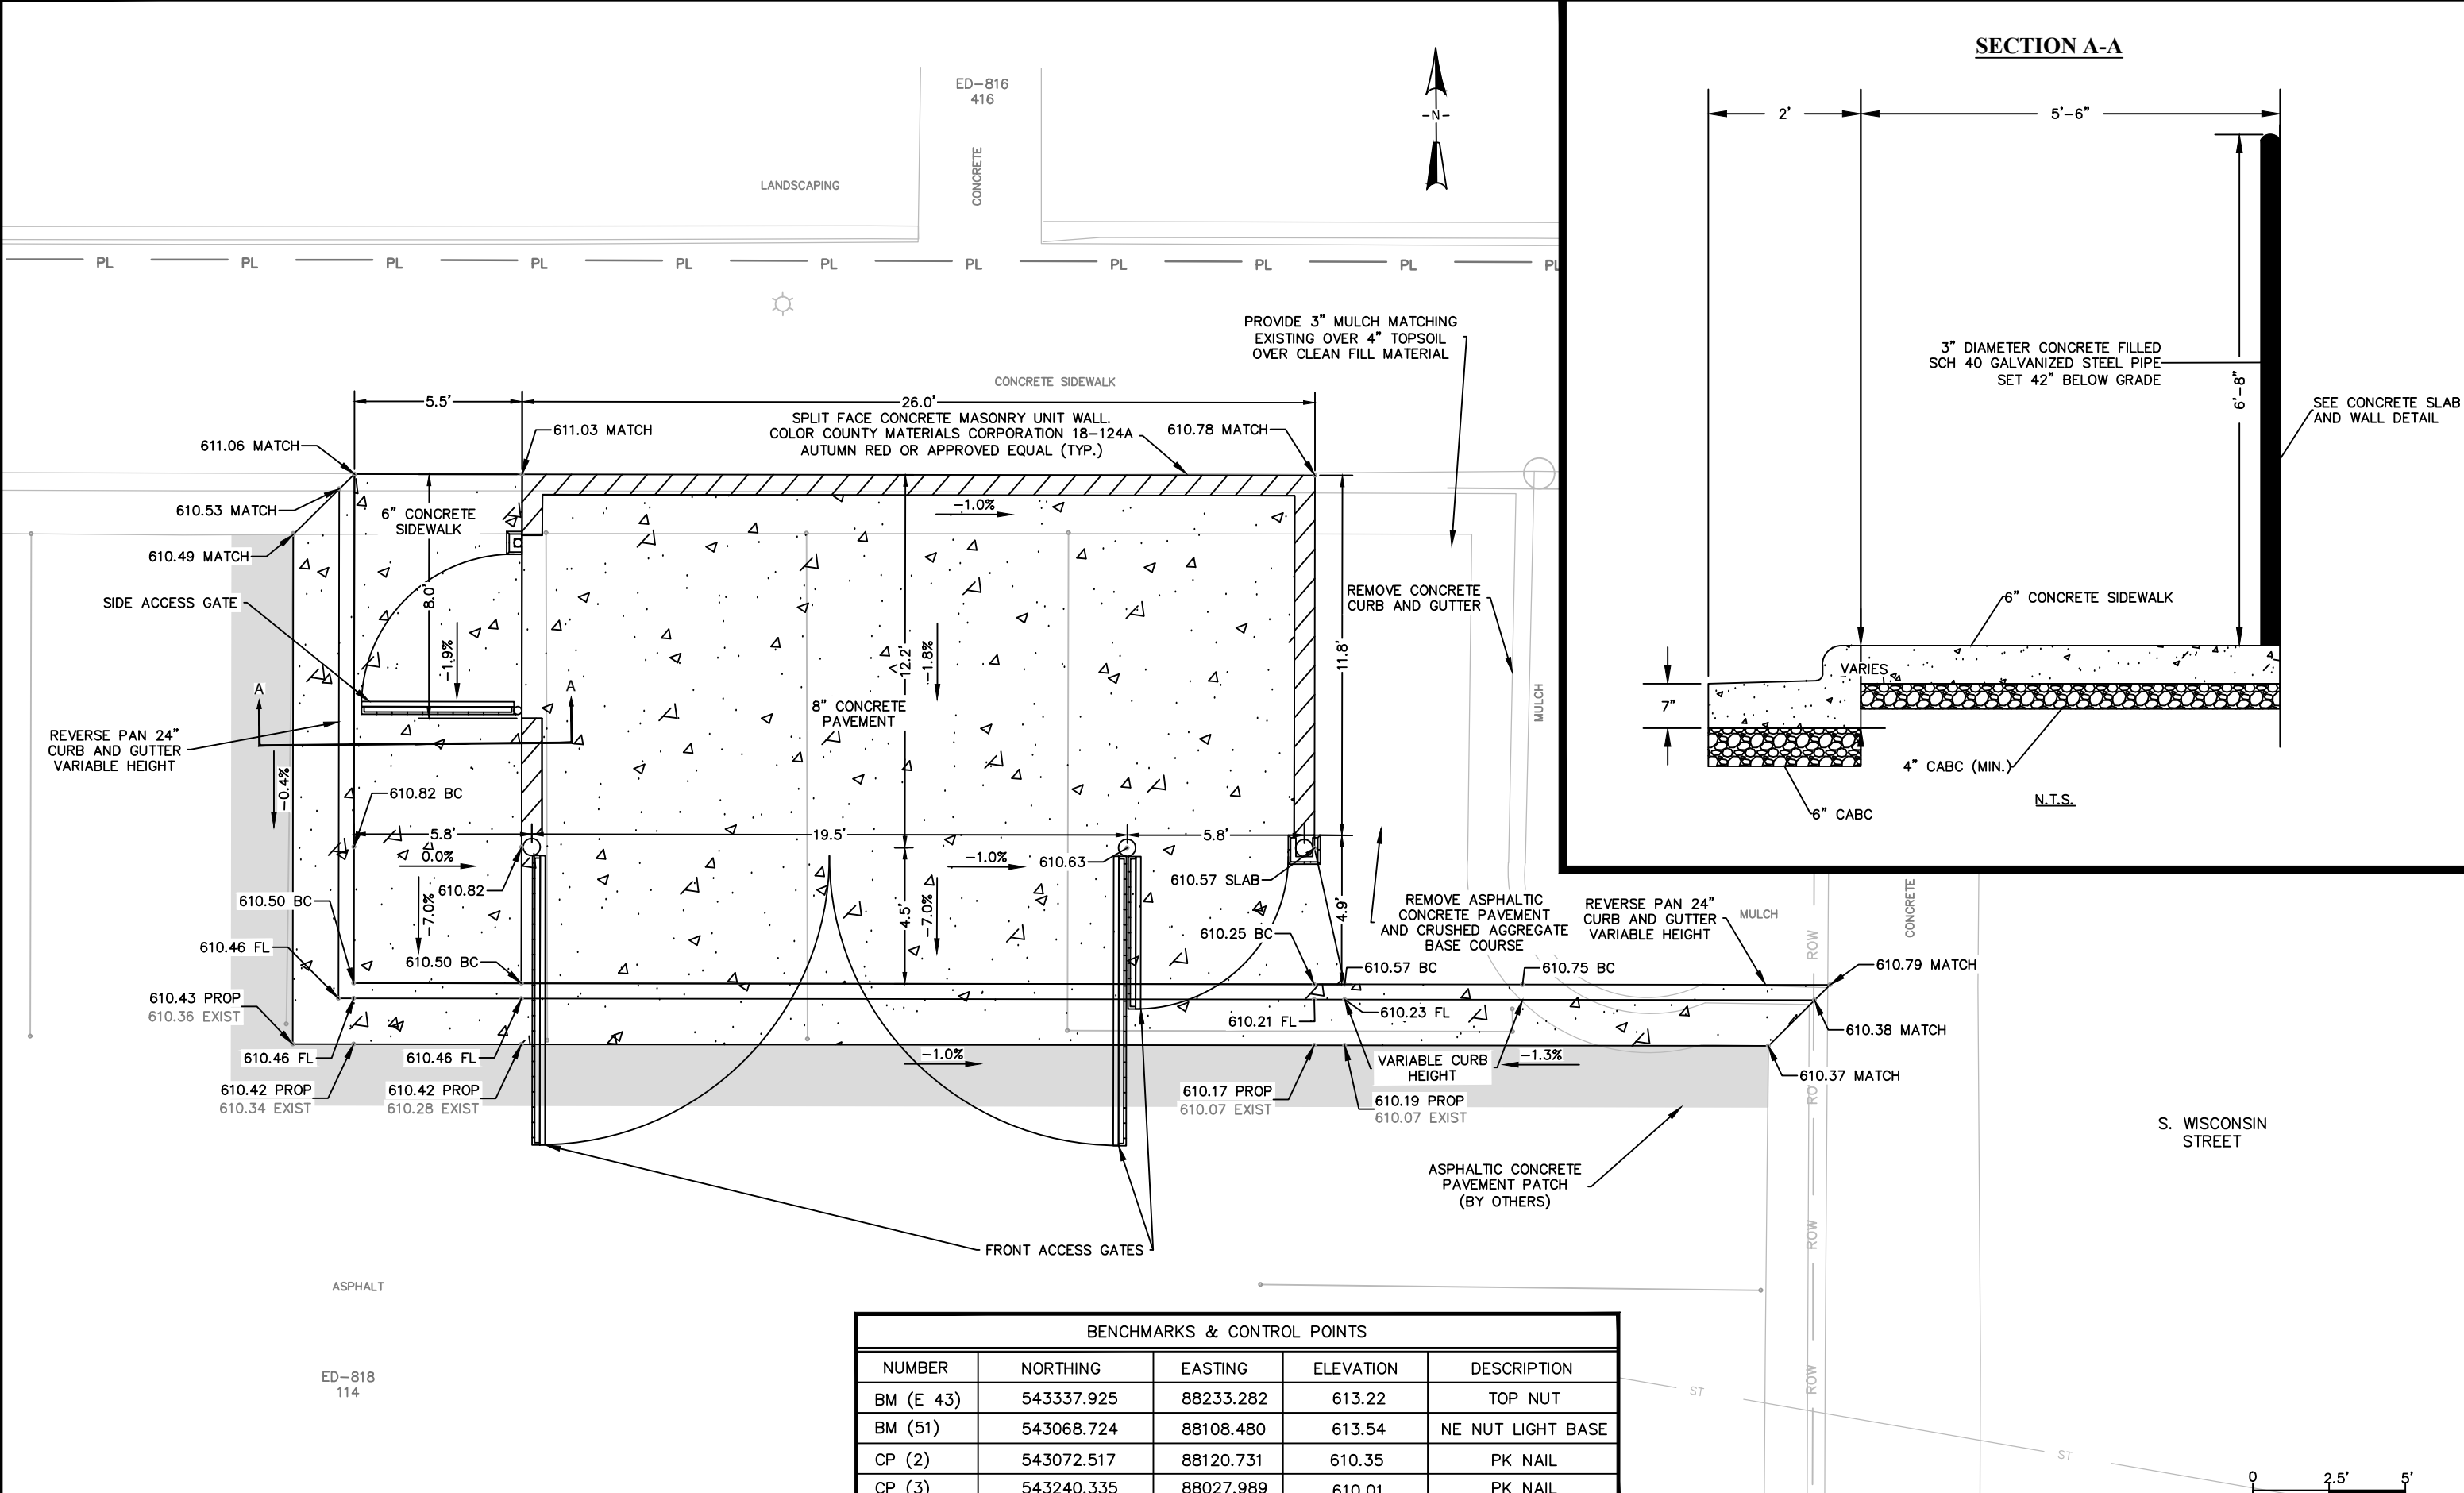 SECTION A-A
2'
5'-6"
3" DIAMETER CONCRETE FILLED
SCH 40 GALVANIZED STEEL PIPE
SET 42" BELOW GRADE
6'-8"
SEE CONCRETE SLAB
AND WALL DETAIL
6" CONCRETE SIDEWALK
VARIES
7"
4" CABC (MIN.)
6" CABC
N.T.S.
ED-816
416
CONCRETE
LANDSCAPING
-N-
PL PL PL PL PL PL PL PL PL PL PL
PROVIDE 3" MULCH MATCHING
EXISTING OVER 4" TOPSOIL
OVER CLEAN FILL MATERIAL
CONCRETE SIDEWALK
5.5'
26.0'
SPLIT FACE CONCRETE MASONRY UNIT WALL.
COLOR COUNTY MATERIALS CORPORATION 18-124A
AUTUMN RED OR APPROVED EQUAL (TYP.)
611.06 MATCH
611.03 MATCH
610.78 MATCH
610.53 MATCH
6" CONCRETE
SIDEWALK
-1.0%
610.49 MATCH
SIDE ACCESS GATE
8.0'
-1.9%
12.2'
-1.8%
11.8'
REMOVE CONCRETE
CURB AND GUTTER
MULCH
A
A
8" CONCRETE
PAVEMENT
REVERSE PAN 24"
CURB AND GUTTER
VARIABLE HEIGHT
-0.4%
610.82 BC
5.8'
19.5'
5.8'
0.0%
-1.0%
610.63
610.82
610.57 SLAB
610.50 BC
-7.0%
4.5'
-7.0%
4.9'
REMOVE ASPHALTIC
CONCRETE PAVEMENT
AND CRUSHED AGGREGATE
BASE COURSE
REVERSE PAN 24"
CURB AND GUTTER
VARIABLE HEIGHT
MULCH
CONCRETE
ROW
610.46 FL
610.50 BC
610.25 BC
610.57 BC
610.75 BC
610.79 MATCH
610.43 PROP
610.36 EXIST
610.21 FL
610.23 FL
610.38 MATCH
610.46 FL
610.46 FL
-1.0%
VARIABLE CURB
HEIGHT
-1.3%
610.37 MATCH
610.42 PROP
610.34 EXIST
610.42 PROP
610.28 EXIST
610.17 PROP
610.07 EXIST
610.19 PROP
610.07 EXIST
S. WISCONSIN
STREET
ASPHALTIC CONCRETE
PAVEMENT PATCH
(BY OTHERS)
ROW
FRONT ACCESS GATES
ASPHALT
ED-818
114
ROW
ST
ST
BENCHMARKS & CONTROL POINTS
NUMBER NORTHING EASTING ELEVATION DESCRIPTION
BM (E 43) 543337.925 88233.282 613.22 TOP NUT
BM (51) 543068.724 88108.480 613.54 NE NUT LIGHT BASE
CP (2) 543072.517 88120.731 610.35 PK NAIL
CP (3) 543240.335 88027.989 610.01 PK NAIL
0 2.5' 5'